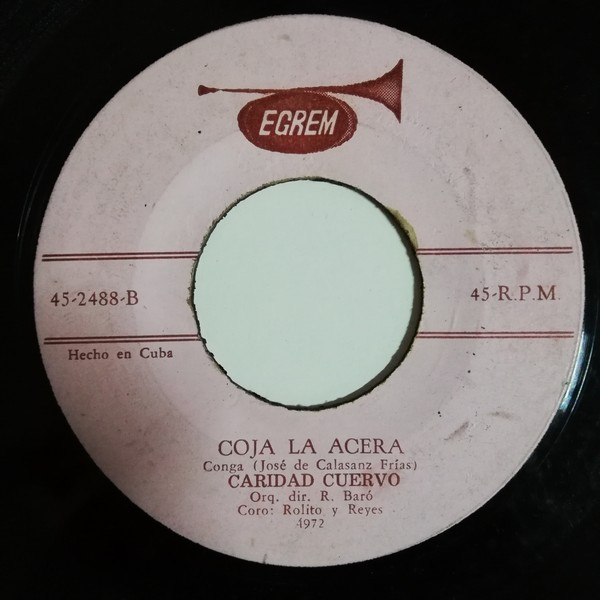 EGREM
45-2488-B
45-R.P.M.
Hecho en Cuba
COJA LA ACERA
Conga (José de Calasanz Frías)
CARIDAD CUERVO
Orq. dir. R. Baró
Coro: Rolito y Reyes
1972